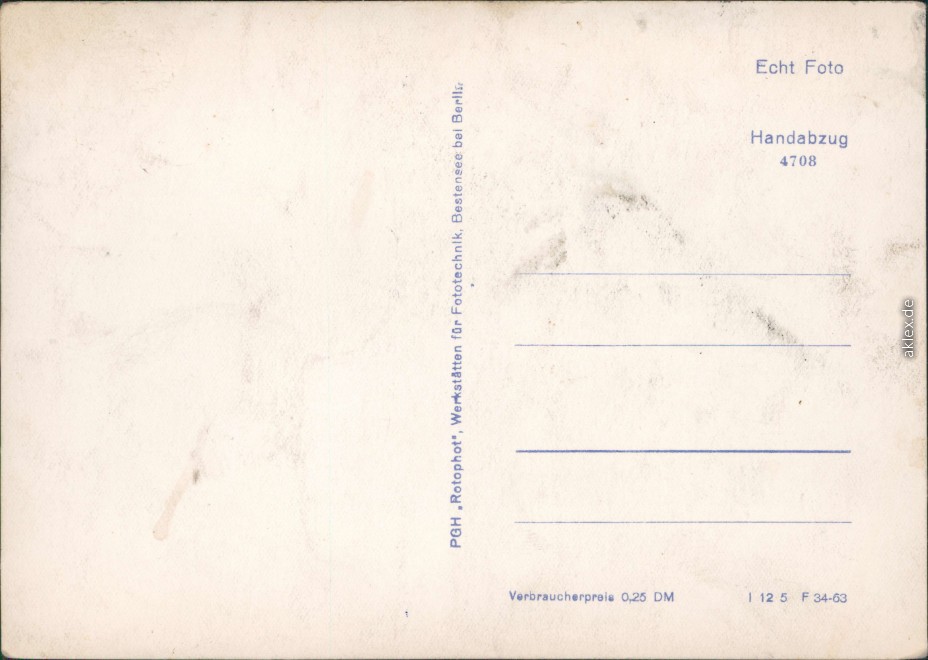 Echt Foto
Handabzug
4708
PGH „Rotophot“, Werkstätten für Fototechnik, Bestensee bei Berlin
Verbraucherpreis 0,25 DM
I 12 5 F 34-63
aklex.de